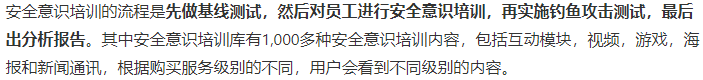 安全意识培训的流程是先做基线测试，然后对员工进行安全意识培训，再实施钓鱼攻击测试，最后
出分析报告。其中安全意识培训库有1,000多种安全意识培训内容，包括互动模块，视频，游戏，海
报和新闻通讯，根据购买服务级别的不同，用户会看到不同级别的内容。